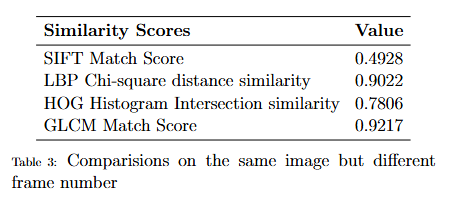 Similarity Scores Value
SIFT Match Score 0.4928
LBP Chi-square distance similarity 0.9022
HOG Histogram Intersection similarity 0.7806
GLCM Match Score 0.9217
Table 3: Comparisions on the same image but different
frame number